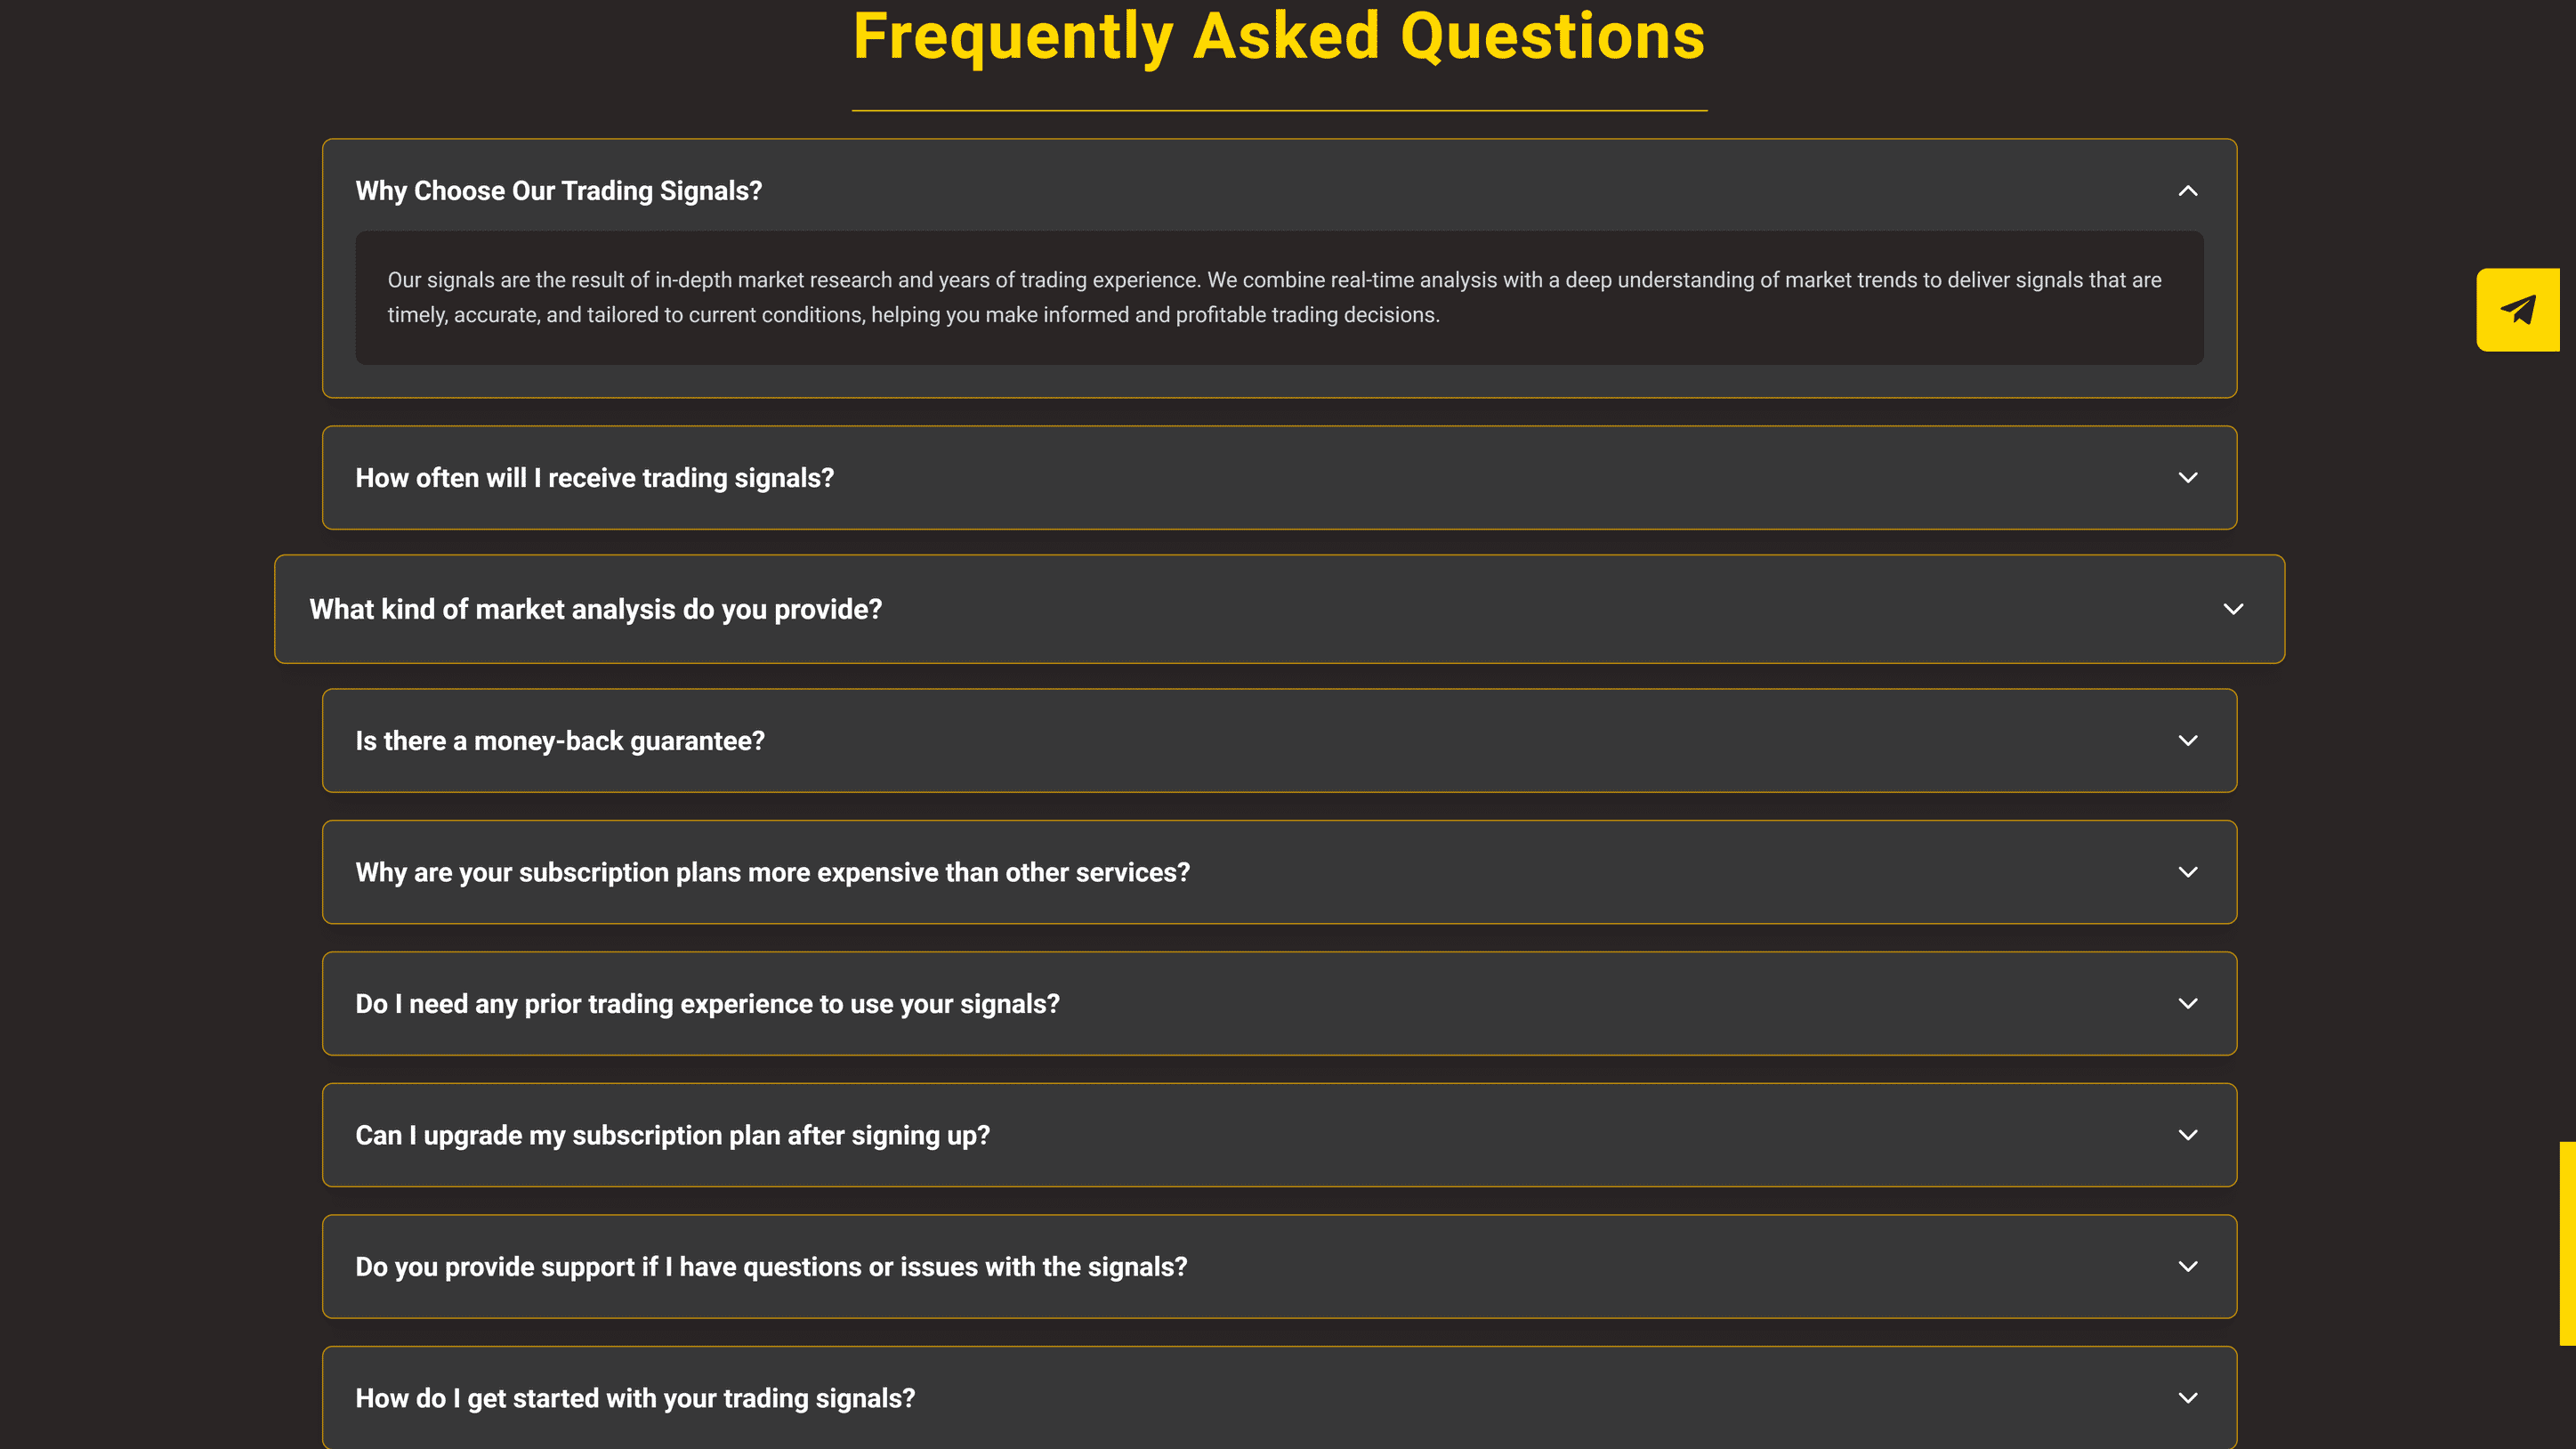 Frequently Asked Questions
Why Choose Our Trading Signals?
Our signals are the result of in-depth market research and years of trading experience. We combine real-time analysis with a deep understanding of market trends to deliver signals that are
timely, accurate, and tailored to current conditions, helping you make informed and profitable trading decisions.
How often will I receive trading signals?
What kind of market analysis do you provide?
Is there a money-back guarantee?
Why are your subscription plans more expensive than other services?
Do I need any prior trading experience to use your signals?
Can I upgrade my subscription plan after signing up?
Do you provide support if I have questions or issues with the signals?
How do I get started with your trading signals?